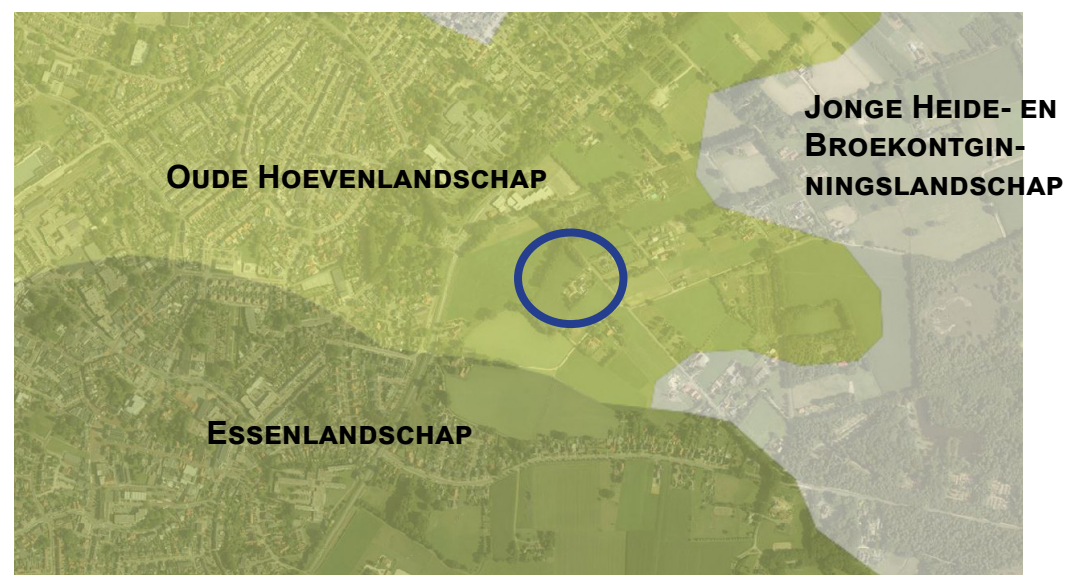 Jonge Heide- en
Broekontgin-
ningslandschap
Oude Hoevenlandschap
Essenlandschap